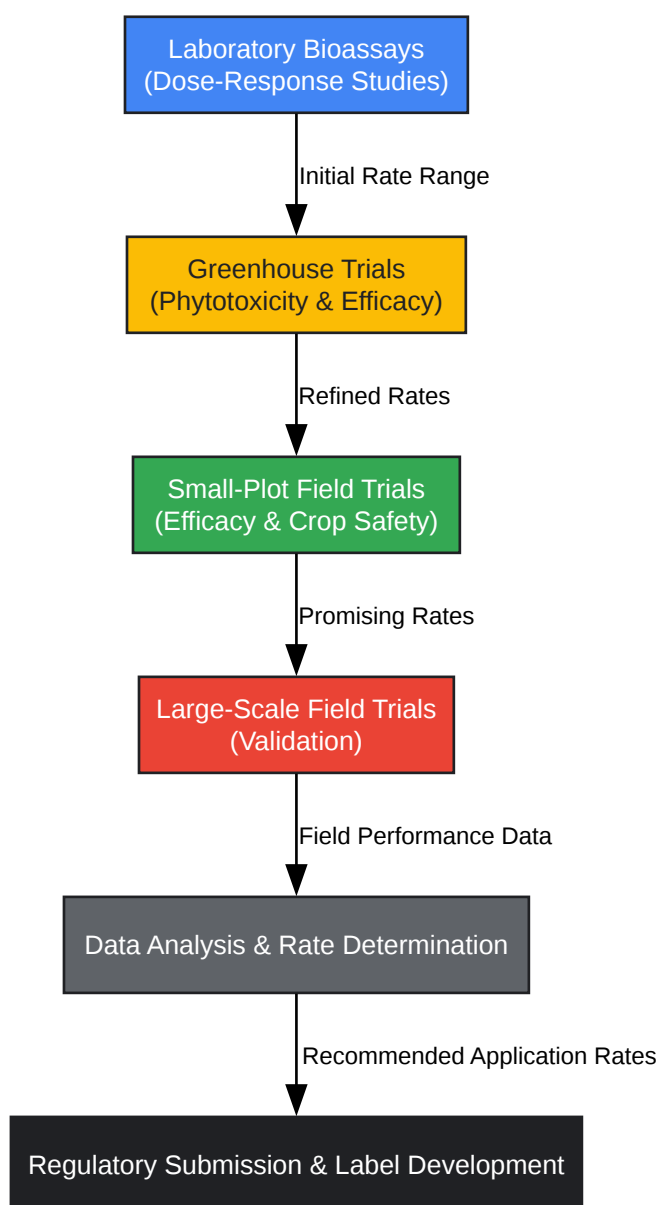 Laboratory Bioassays
(Dose-Response Studies)
Initial Rate Range
Greenhouse Trials
(Phytotoxicity & Efficacy)
Refined Rates
Small-Plot Field Trials
(Efficacy & Crop Safety)
Promising Rates
Large-Scale Field Trials
(Validation)
Field Performance Data
Data Analysis & Rate Determination
Recommended Application Rates
Regulatory Submission & Label Development